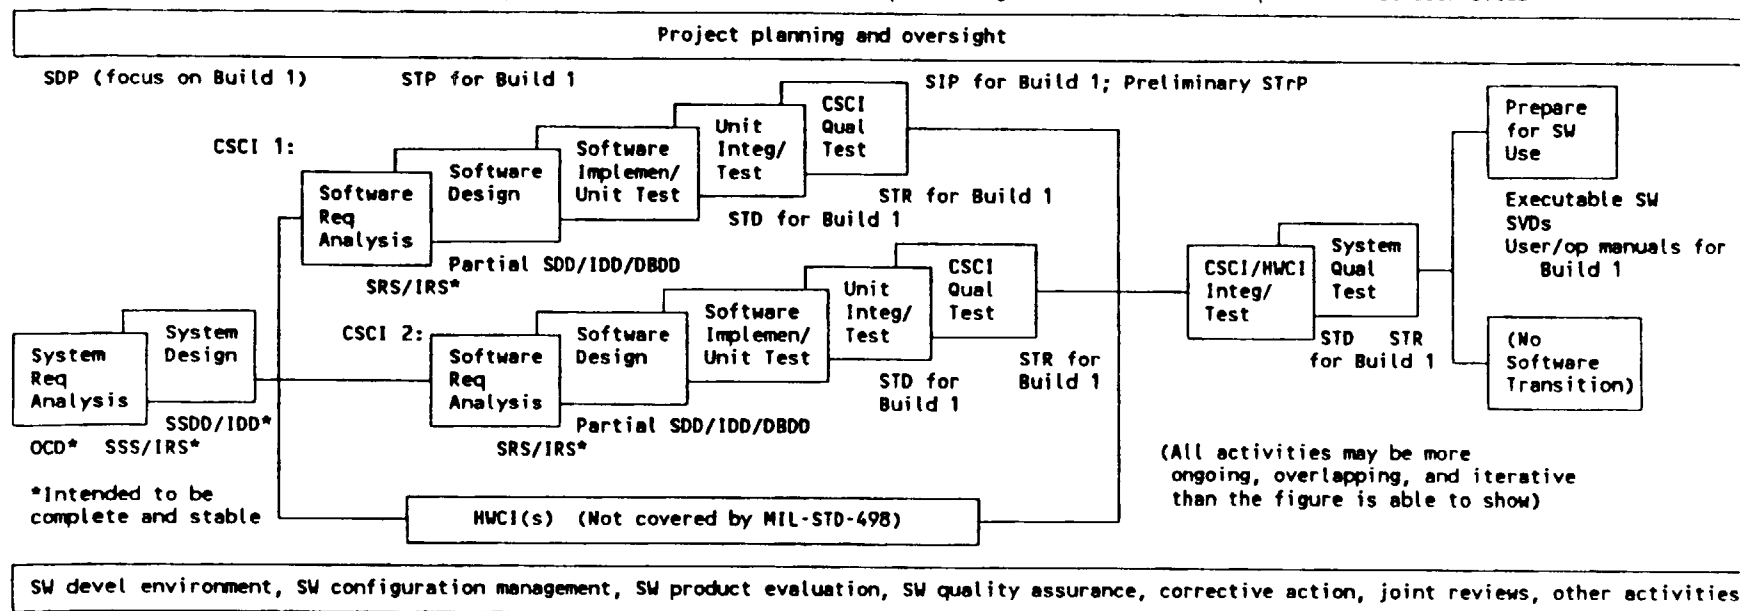 Project planning and oversight
SDP (focus on Build 1)
STP for Build 1
SIP for Build 1; Preliminary STrP
CSCI 1:
Software
Req
Analysis
Software
Design
Software
Implemen/
Unit Test
Unit
Integ/
Test
CSCI
Qual
Test
STR for Build 1
STD for Build 1
Partial SDD/IDD/DBDD
SRS/IRS*
System
Req
Analysis
System
Design
SSDD/IDD*
OCD* SSS/IRS*
CSCI 2:
Software
Req
Analysis
Software
Design
Software
Implemen/
Unit Test
Unit
Integ/
Test
CSCI
Qual
Test
STR for
Build 1
STD for
Build 1
Partial SDD/IDD/DBDD
SRS/IRS*
HWCI(s) (Not covered by MIL-STD-498)
CSCI/HWCI
Integ/
Test
System
Qual
Test
STD STR
for Build 1
Prepare
for SW
Use
Executable SW
SVDs
User/op manuals for
Build 1
(No
Software
Transition)
(All activities may be more
ongoing, overlapping, and iterative
than the figure is able to show)
*Intended to be
complete and stable
SW devel environment, SW configuration management, SW product evaluation, SW quality assurance, corrective action, joint reviews, other activities